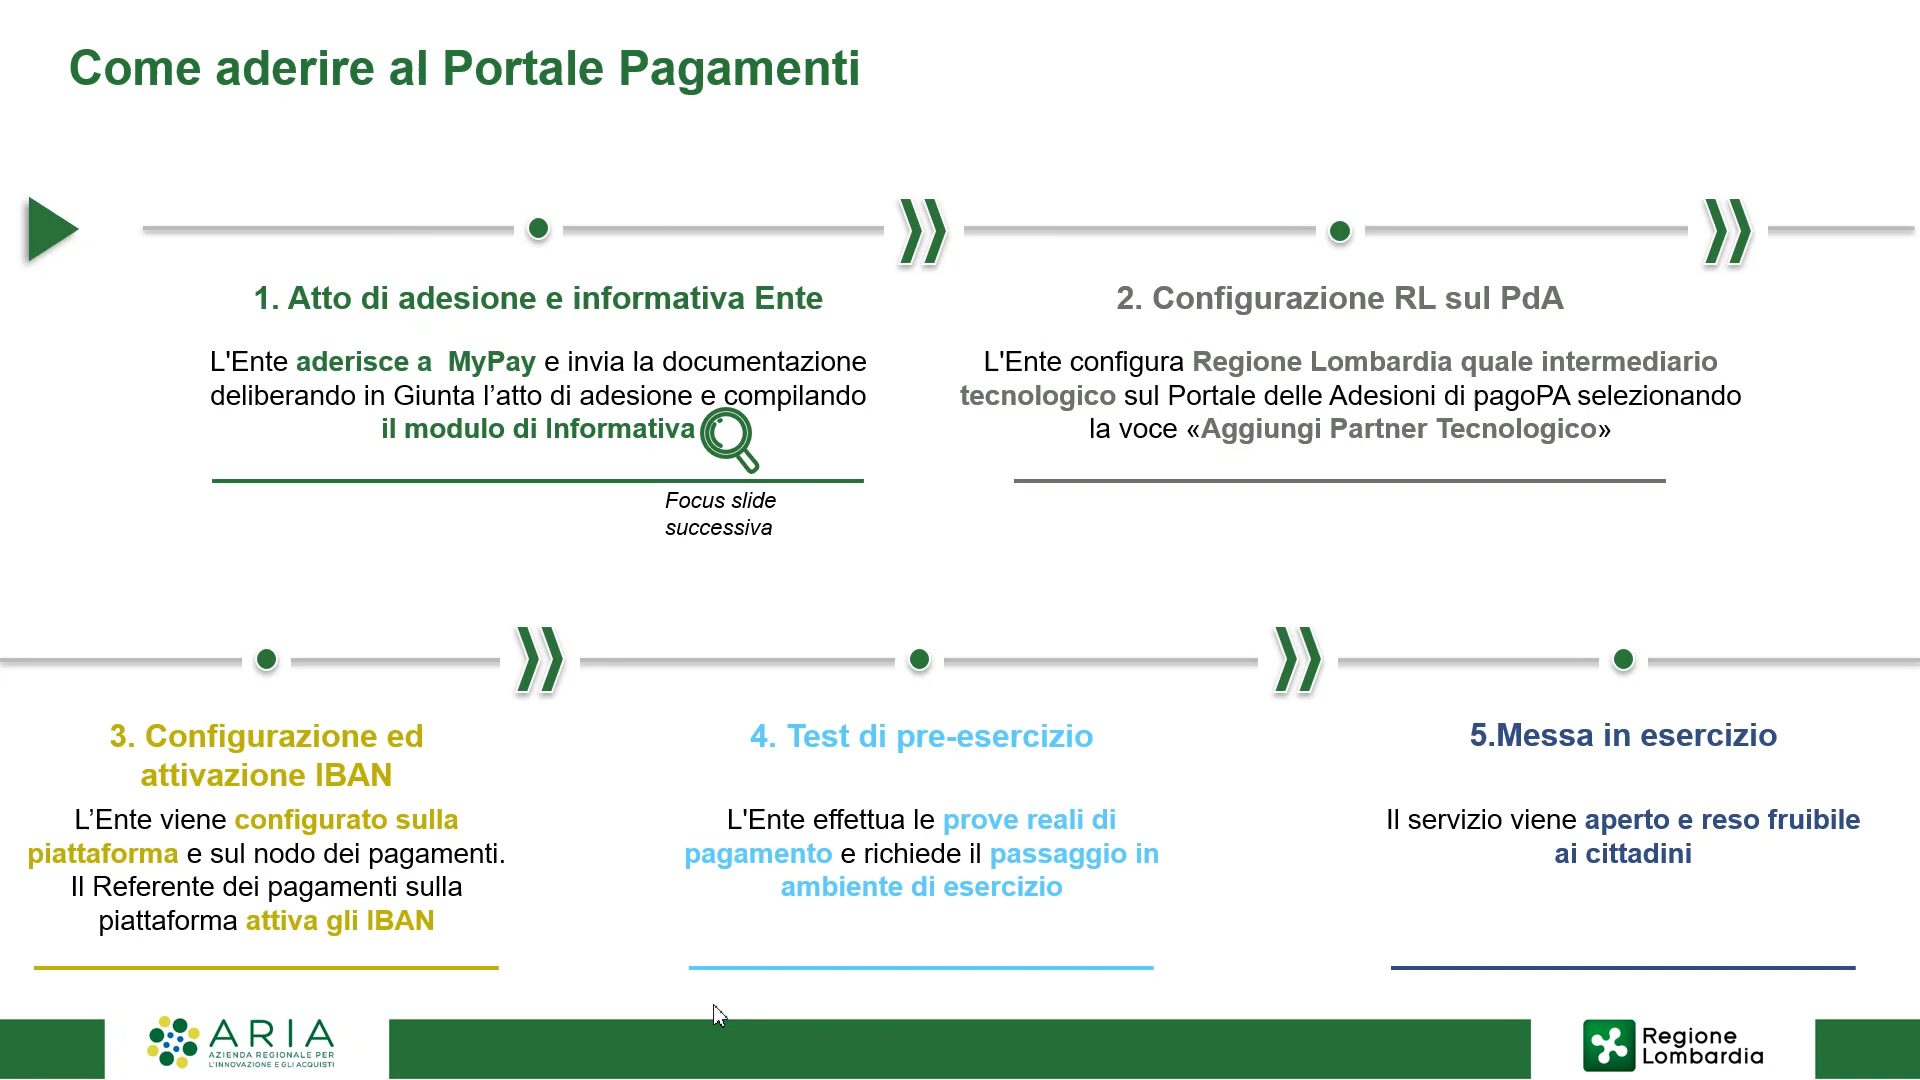 Come aderire al Portale Pagamenti
1. Atto di adesione e informativa Ente
L'Ente aderisce a  MyPay e invia la documentazione
deliberando in Giunta l’atto di adesione e compilando
il modulo di Informativa
Focus slide
successiva
2. Configurazione RL sul PdA
L'Ente configura Regione Lombardia quale intermediario
tecnologico sul Portale delle Adesioni di pagoPA selezionando
la voce «Aggiungi Partner Tecnologico»
3. Configurazione ed
attivazione IBAN
L’Ente viene configurato sulla
piattaforma e sul nodo dei pagamenti.
Il Referente dei pagamenti sulla
piattaforma attiva gli IBAN
4. Test di pre-esercizio
L'Ente effettua le prove reali di
pagamento e richiede il passaggio in
ambiente di esercizio
5.Messa in esercizio
Il servizio viene aperto e reso fruibile
ai cittadini
ARIA
AZIENDA REGIONALE PER
L'INNOVAZIONE E GLI ACQUISTI
Regione
Lombardia